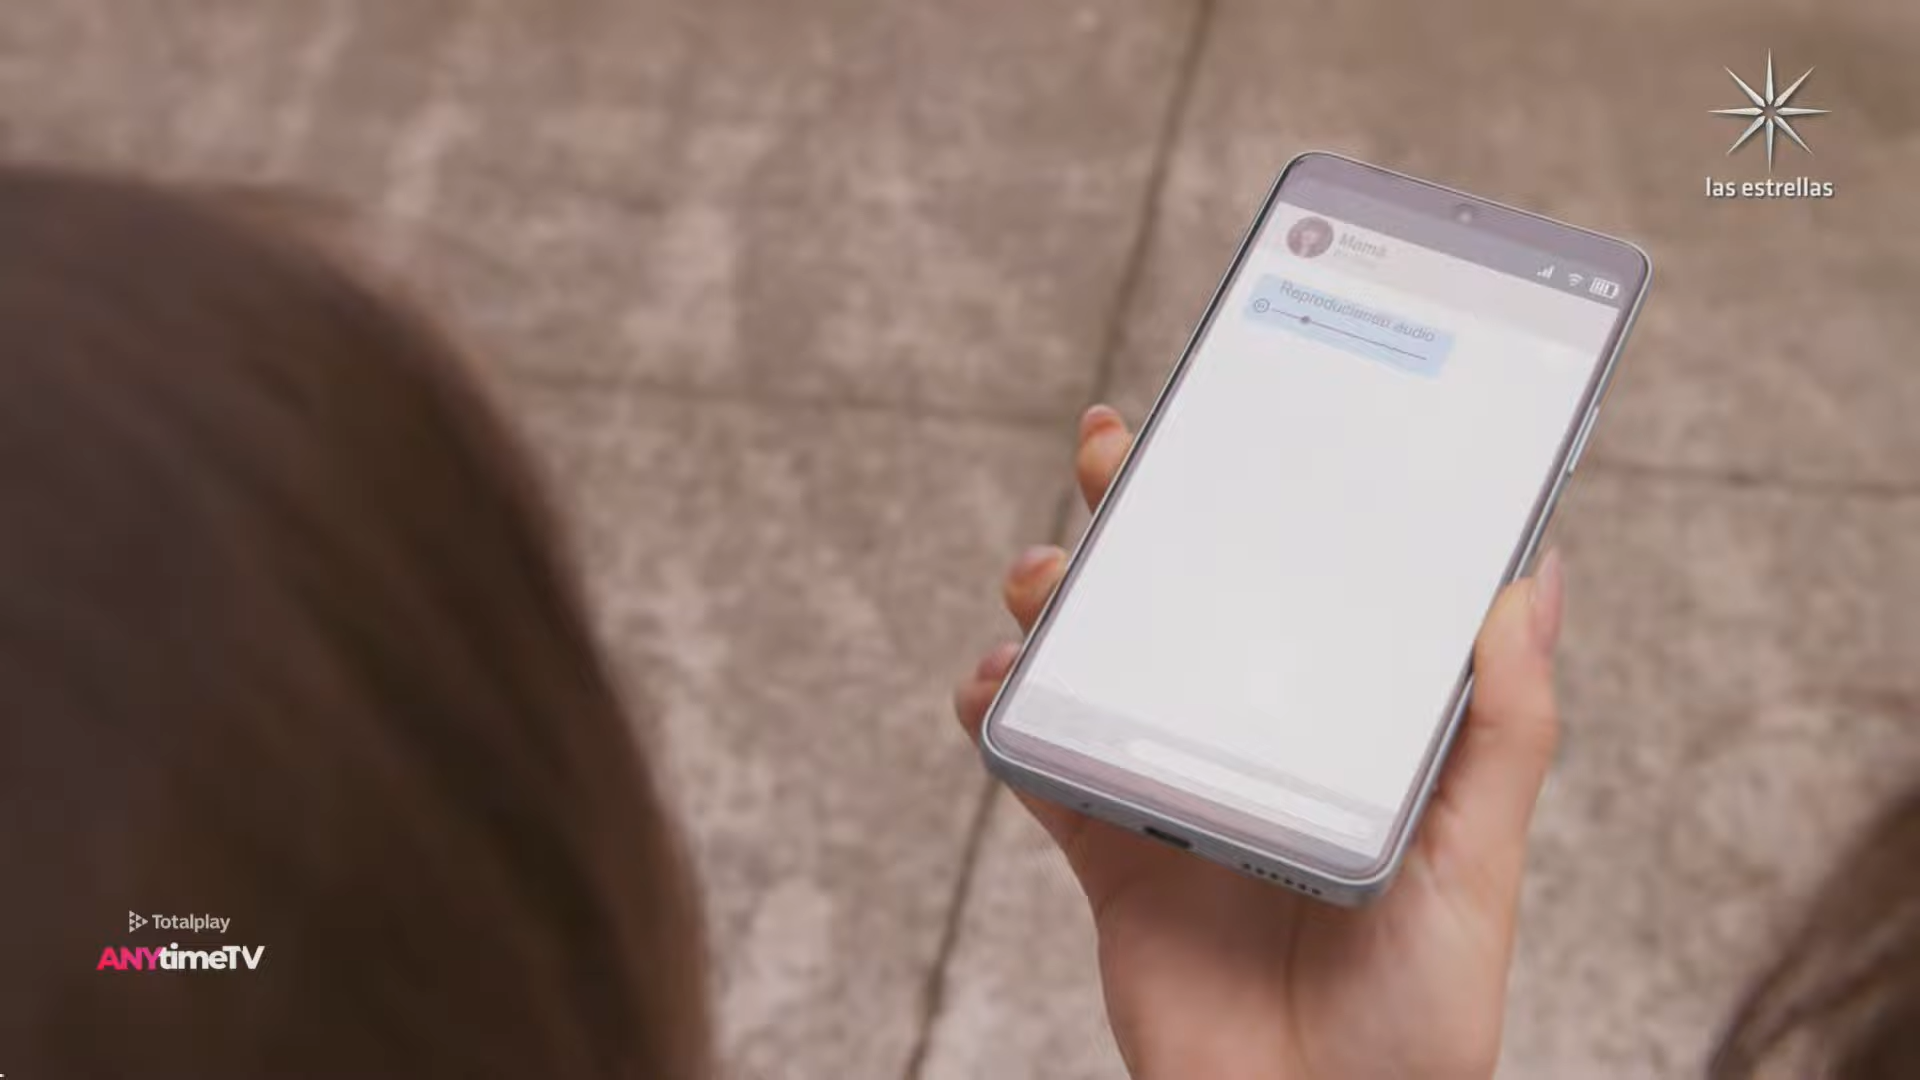 las estrellas
Mamá
Reproduciendo audio
Totalplay
ANYtimeTV